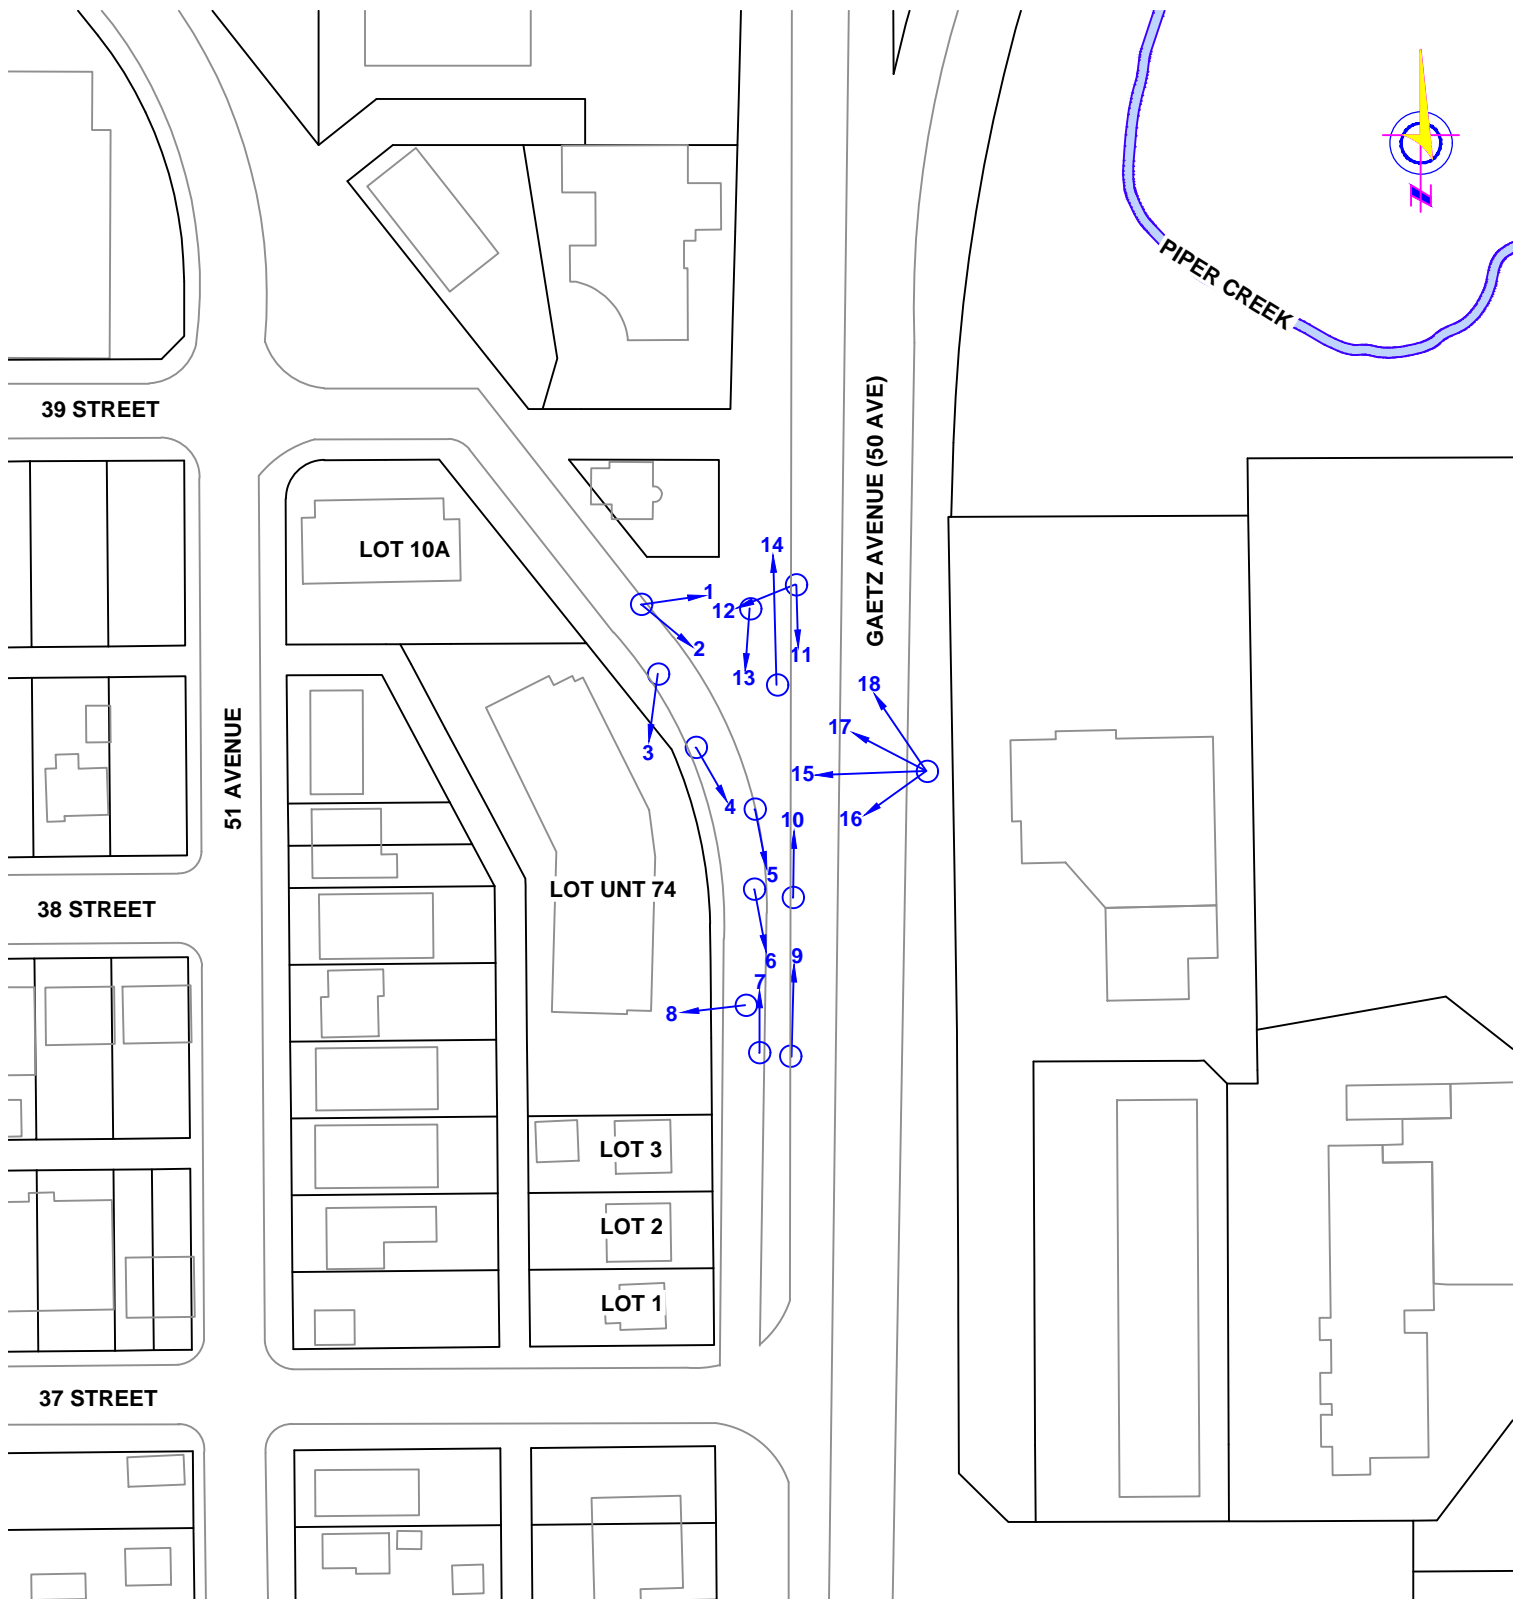 N
PIPER CREEK
39 STREET
GAETZ AVENUE (50 AVE)
LOT 10A
14
1
12
2
11
13
18
3
17
51 AVENUE
15
4
10
16
5
LOT UNT 74
38 STREET
6
9
7
8
LOT 3
LOT 2
LOT 1
37 STREET